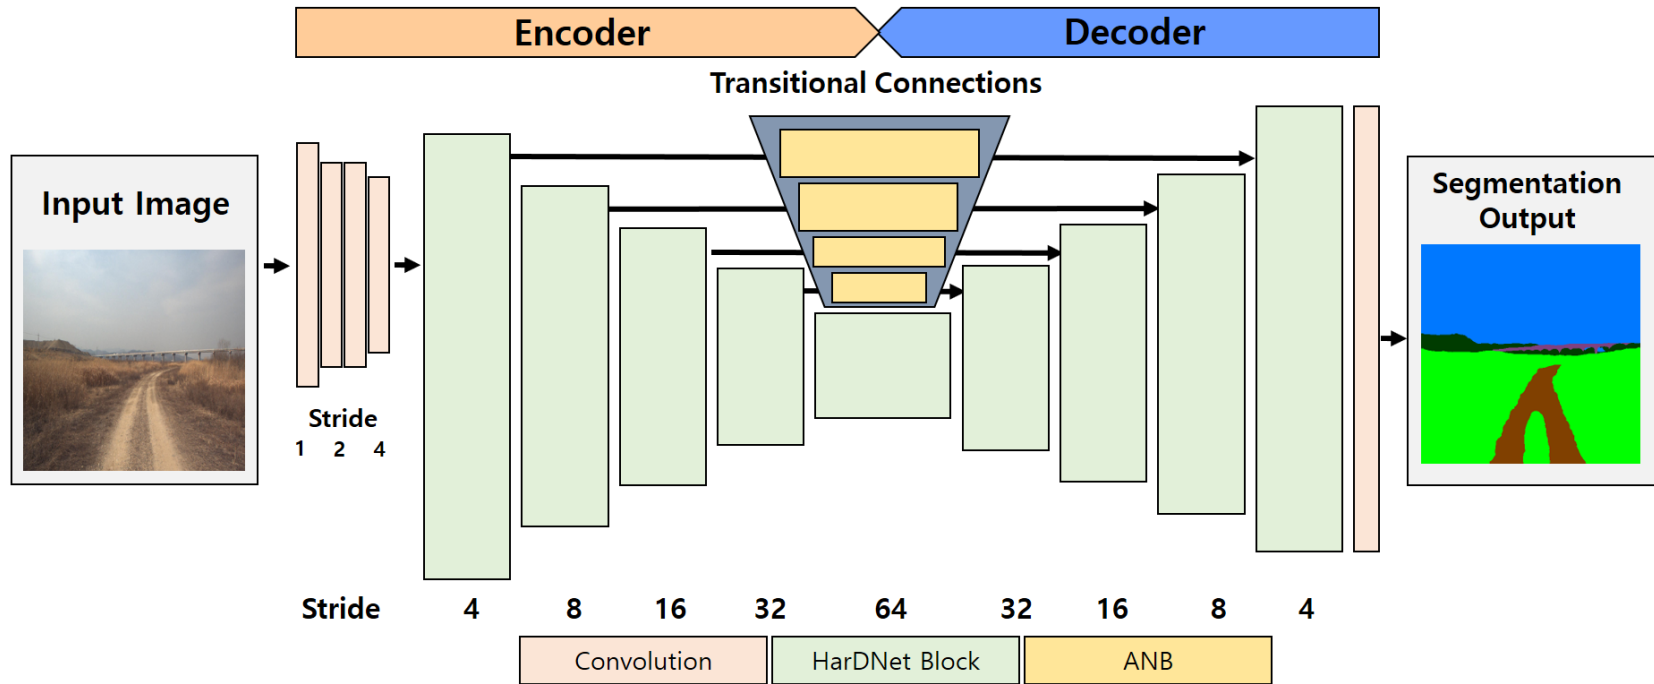 Encoder
Decoder
Transitional Connections
Input Image
Segmentation
Output
Stride
1 2 4
Stride 4 8 16 32 64 32 16 8 4
Convolution
HarDNet Block
ANB